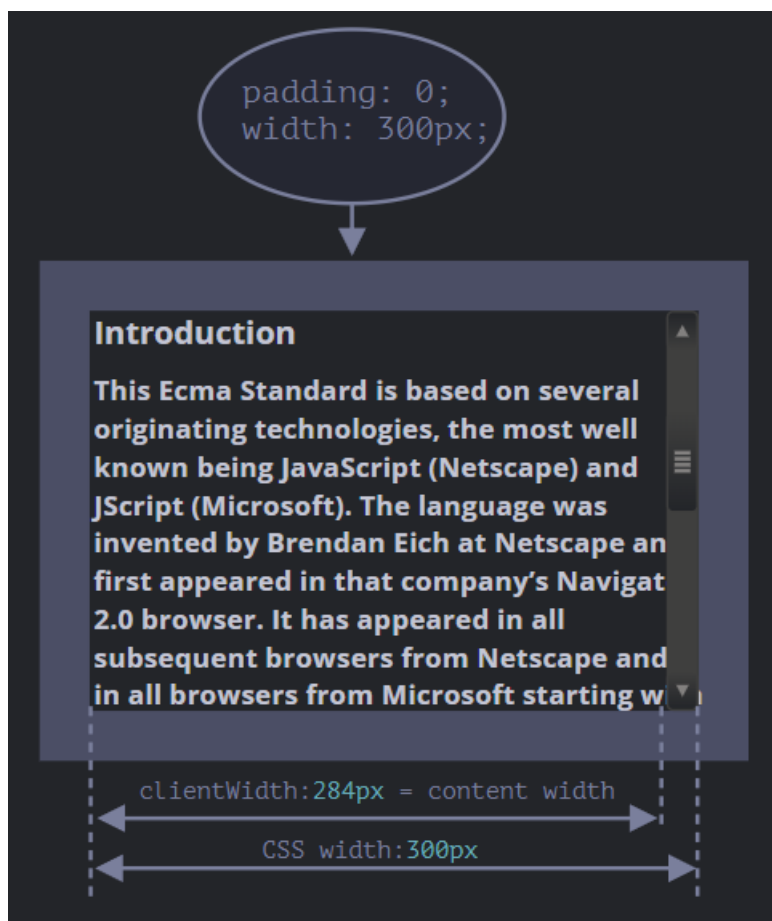 padding: 0;
width: 300px;
Introduction
This Ecma Standard is based on several
originating technologies, the most well
known being JavaScript (Netscape) and
JScript (Microsoft). The language was
invented by Brendan Eich at Netscape an
first appeared in that company’s Navigat
2.0 browser. It has appeared in all
subsequent browsers from Netscape and
in all browsers from Microsoft starting
clientWidth:284px = content width
CSS width:300px